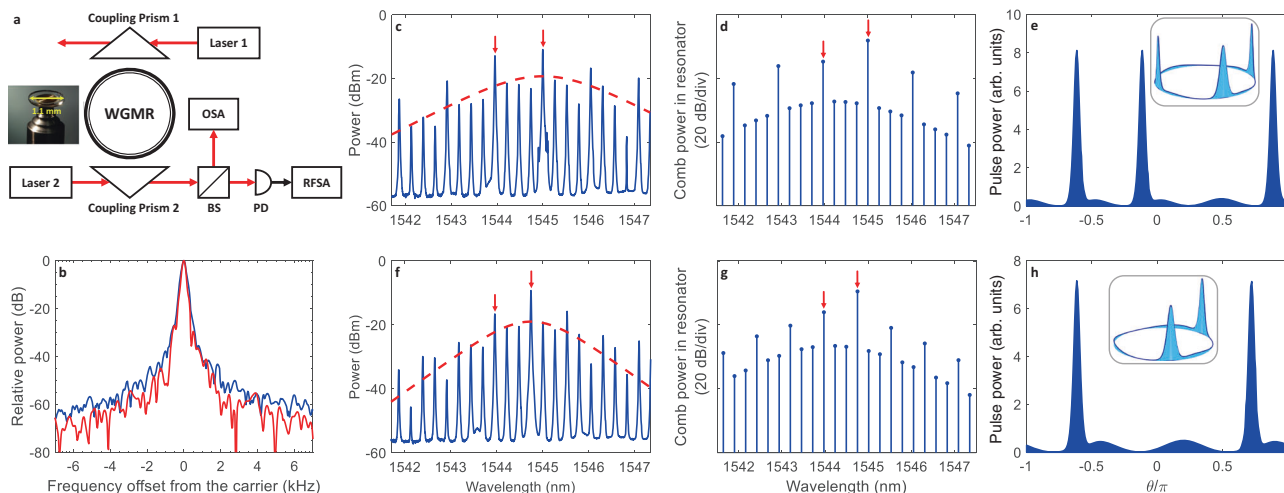 a
Coupling Prism 1
Laser 1
1.1 mm
WGMR
OSA
Laser 2
RFSA
Coupling Prism 2
BS
PD
b
Relative power (dB)
0
-20
-40
-60
-80
-6
-4
-2
0
2
4
6
Frequency offset from the carrier (kHz)
c
Power (dBm)
0
-20
-40
-60
1542
1543
1544
1545
1546
1547
d
Comb power in resonator
(20 dB/div)
1542
1543
1544
1545
1546
1547
e
Pulse power (arb. units)
10
8
6
4
2
0
-1
-0.5
0
0.5
f
Power (dBm)
0
-20
-40
-60
1542
1543
1544
1545
1546
1547
Wavelength (nm)
g
Comb power in resonator
(20 dB/div)
1542
1543
1544
1545
1546
1547
Wavelength (nm)
h
Pulse power (arb. units)
8
6
4
2
0
-1
-0.5
0
0.5
θ/π